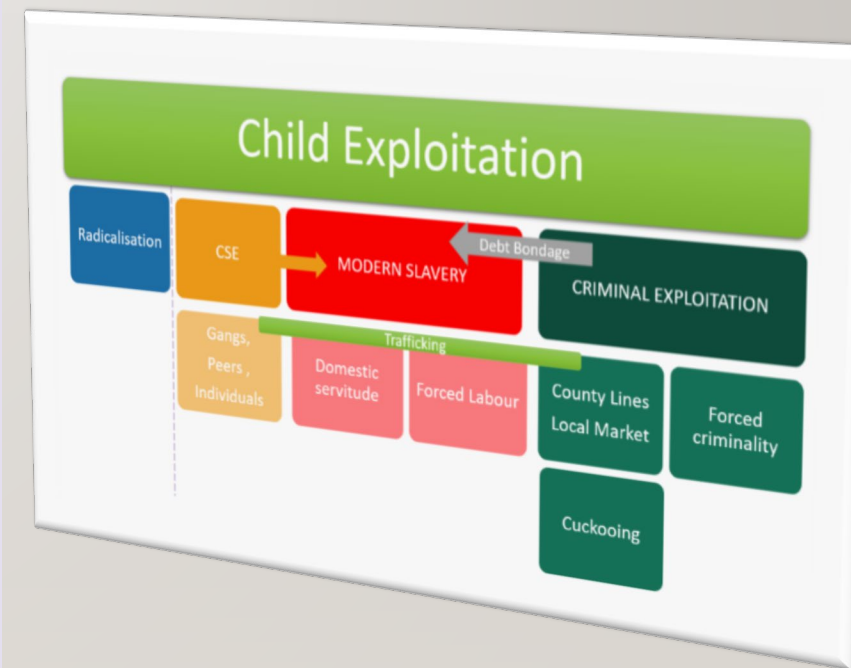 Child Exploitation
Radicalisation
CSE
MODERN SLAVERY
Debt Bondage
CRIMINAL EXPLOITATION
Trafficking
Gangs,
Peers ,
Individuals
Domestic
servitude
Forced Labour
County Lines
Local Market
Forced
criminality
Cuckooing